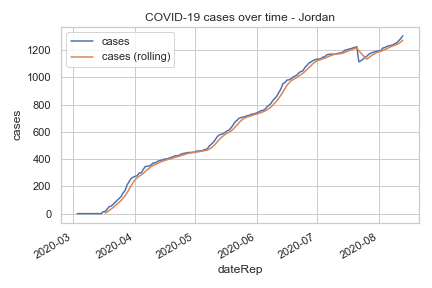 COVID-19 cases over time - Jordan
cases
cases (rolling)
cases
1200
1000
800
600
400
200
0
2020-03
2020-04
2020-05
2020-06
2020-07
2020-08
dateRep